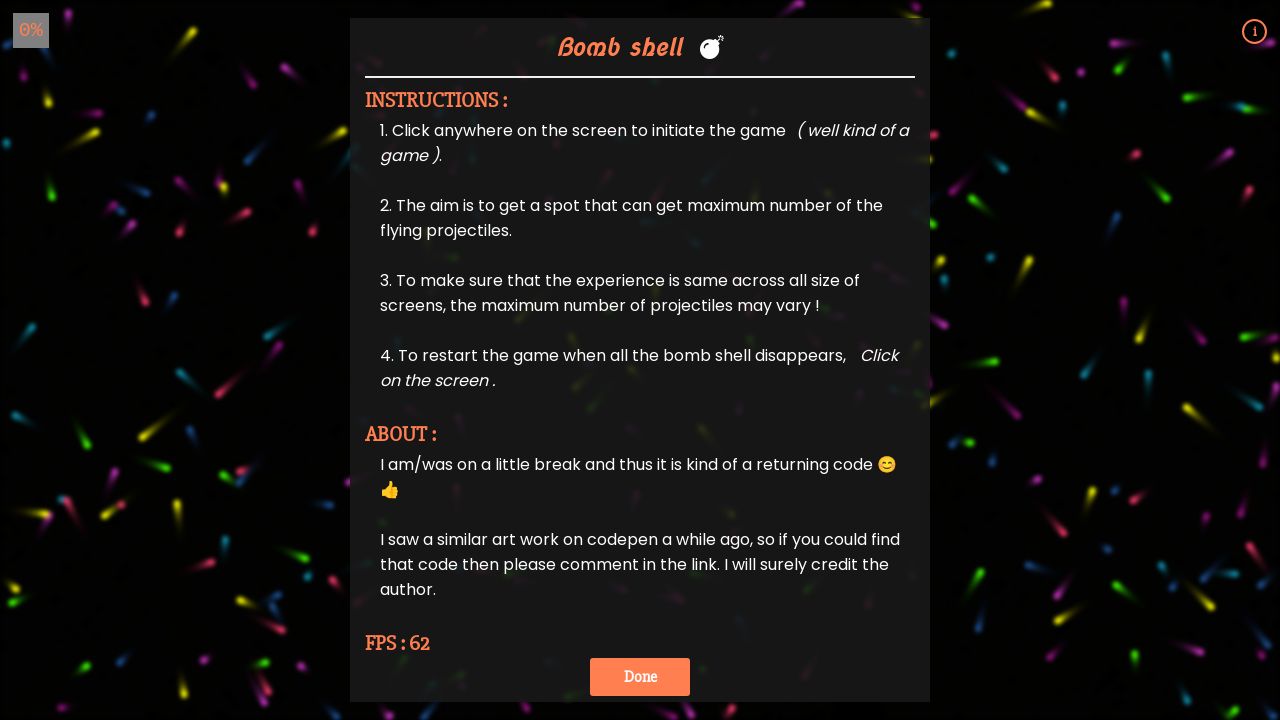 0%
i
Bomb shell 💣
INSTRUCTIONS :
1. Click anywhere on the screen to initiate the game ( well kind of a
game ).
2. The aim is to get a spot that can get maximum number of the
flying projectiles.
3. To make sure that the experience is same across all size of
screens, the maximum number of projectiles may vary !
4. To restart the game when all the bomb shell disappears, Click
on the screen .
ABOUT :
I am/was on a little break and thus it is kind of a returning code 😊
👍
I saw a similar art work on codepen a while ago, so if you could find
that code then please comment in the link. I will surely credit the
author.
FPS : 62
Done